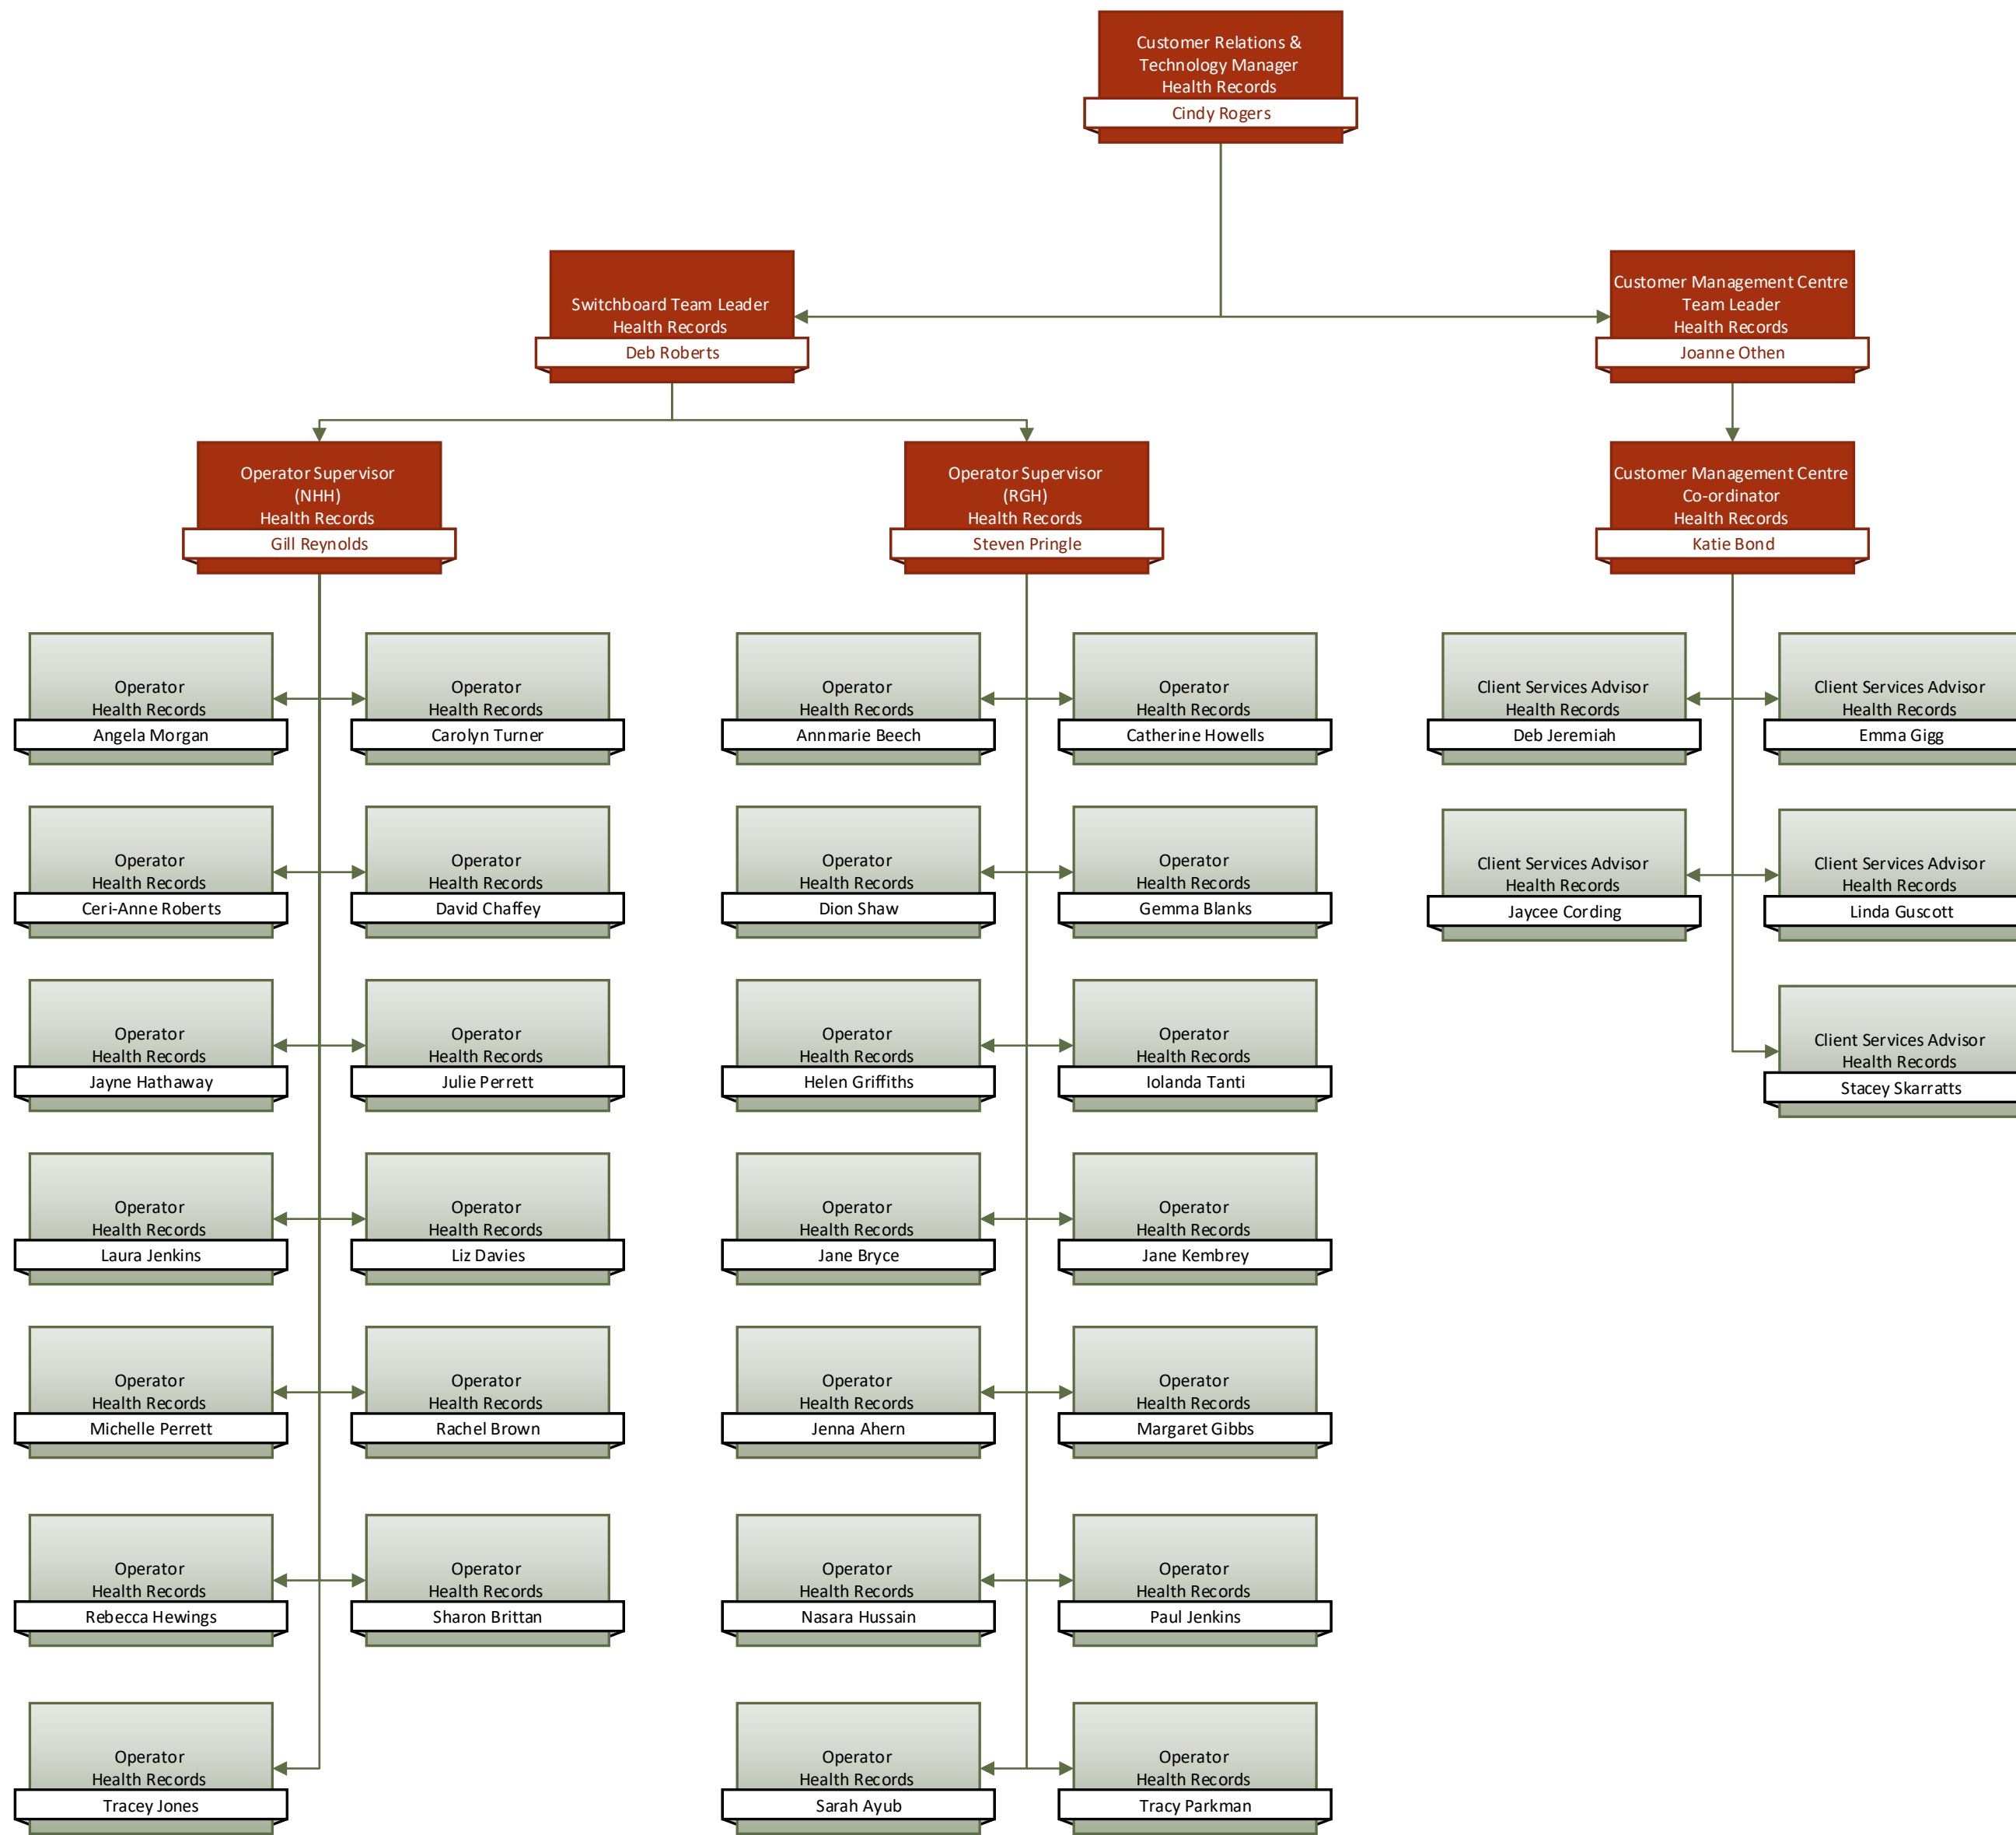 Customer Relations &
Technology Manager
Health Records
Cindy Rogers
Switchboard Team Leader
Health Records
Deb Roberts
Customer Management Centre
Team Leader
Health Records
Joanne Othen
Operator Supervisor
(NHH)
Health Records
Gill Reynolds
Operator Supervisor
(RGH)
Health Records
Steven Pringle
Customer Management Centre
Co-ordinator
Health Records
Katie Bond
Operator
Health Records
Angela Morgan
Operator
Health Records
Carolyn Turner
Operator
Health Records
Annmarie Beech
Operator
Health Records
Catherine Howells
Client Services Advisor
Health Records
Deb Jeremiah
Client Services Advisor
Health Records
Emma Gigg
Operator
Health Records
Ceri-Anne Roberts
Operator
Health Records
David Chaffey
Operator
Health Records
Dion Shaw
Operator
Health Records
Gemma Blanks
Client Services Advisor
Health Records
Jaycee Cording
Client Services Advisor
Health Records
Linda Guscott
Operator
Health Records
Jayne Hathaway
Operator
Health Records
Julie Perrett
Operator
Health Records
Helen Griffiths
Operator
Health Records
Iolanda Tanti
Client Services Advisor
Health Records
Stacey Skarratts
Operator
Health Records
Laura Jenkins
Operator
Health Records
Liz Davies
Operator
Health Records
Jane Bryce
Operator
Health Records
Jane Kembrey
Operator
Health Records
Michelle Perrett
Operator
Health Records
Rachel Brown
Operator
Health Records
Jenna Ahern
Operator
Health Records
Margaret Gibbs
Operator
Health Records
Rebecca Hewings
Operator
Health Records
Sharon Brittan
Operator
Health Records
Nasara Hussain
Operator
Health Records
Paul Jenkins
Operator
Health Records
Tracey Jones
Operator
Health Records
Sarah Ayub
Operator
Health Records
Tracy Parkman